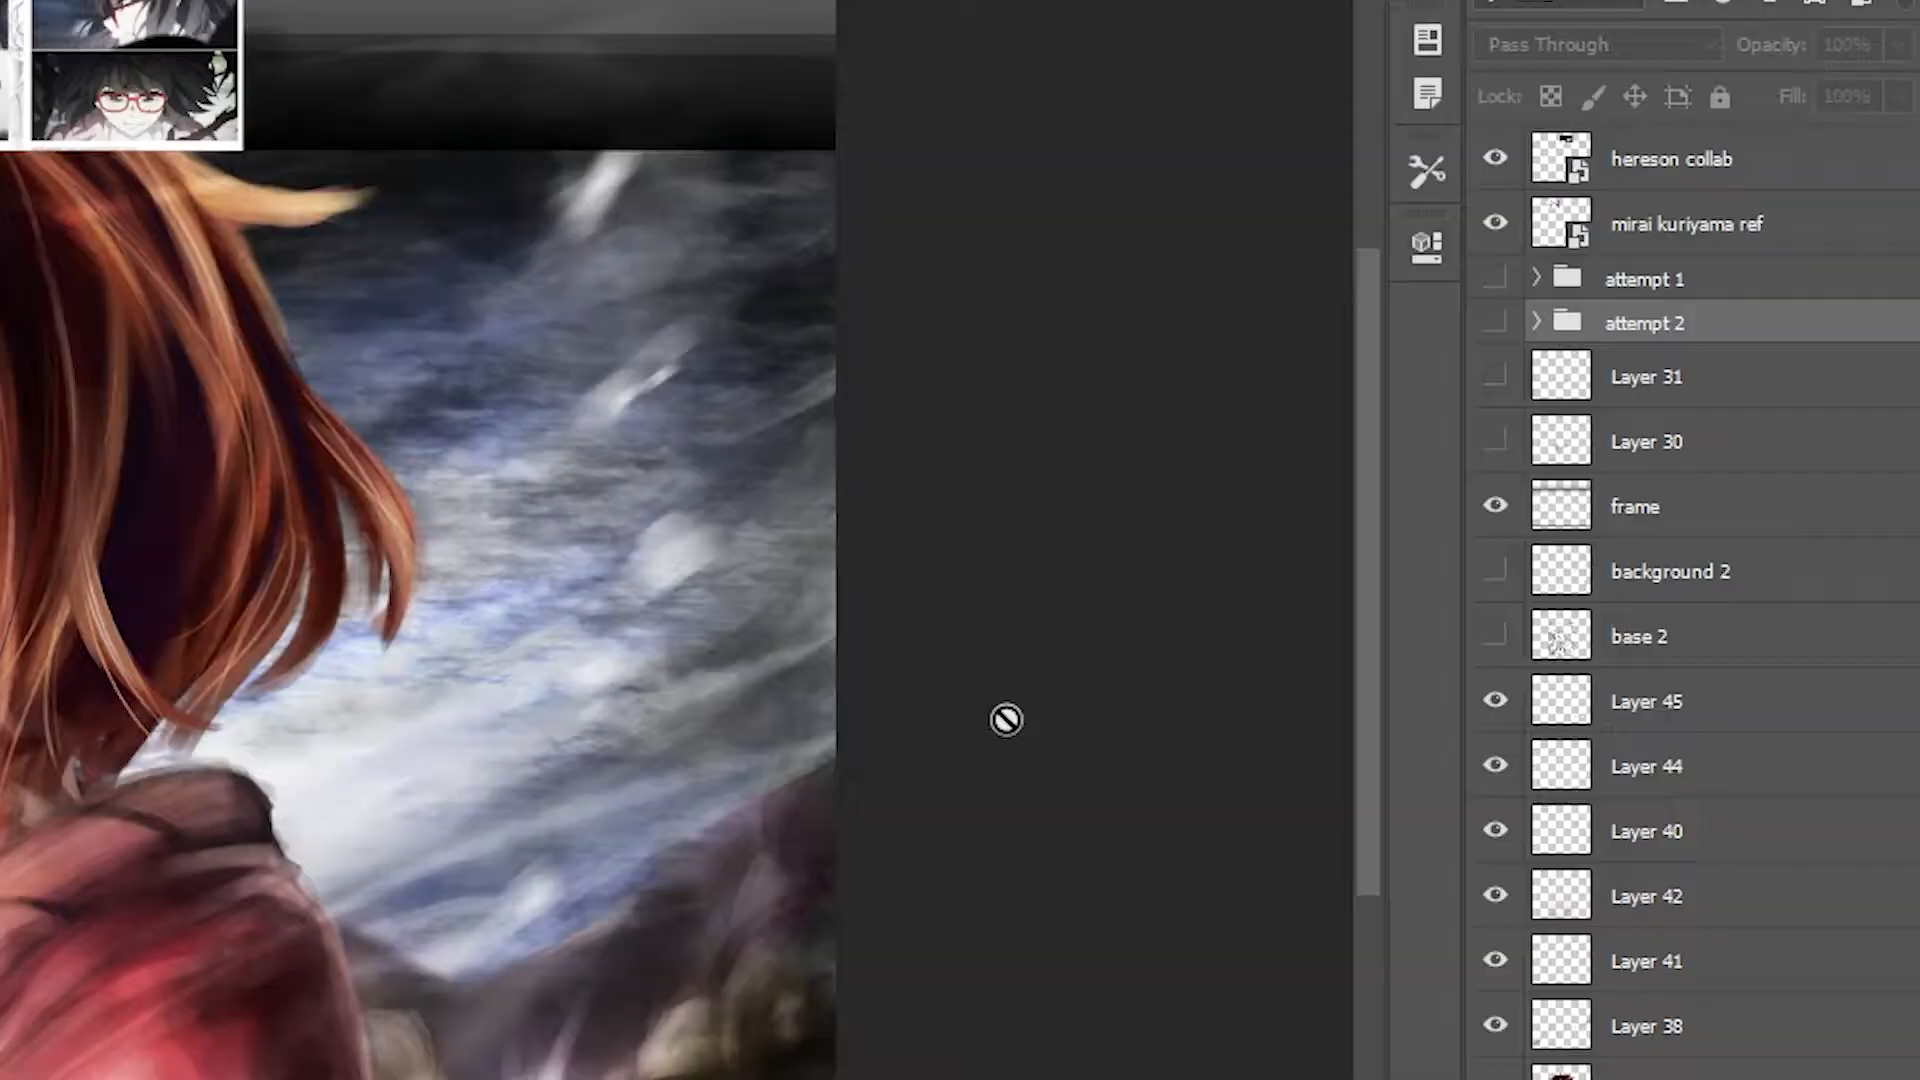 Pass Through Opacity: 100%
Lock: Fill: 100%
hereson collab
mirai kuriyama ref
attempt 1
attempt 2
Layer 31
Layer 30
frame
background 2
base 2
Layer 45
Layer 44
Layer 40
Layer 42
Layer 41
Layer 38